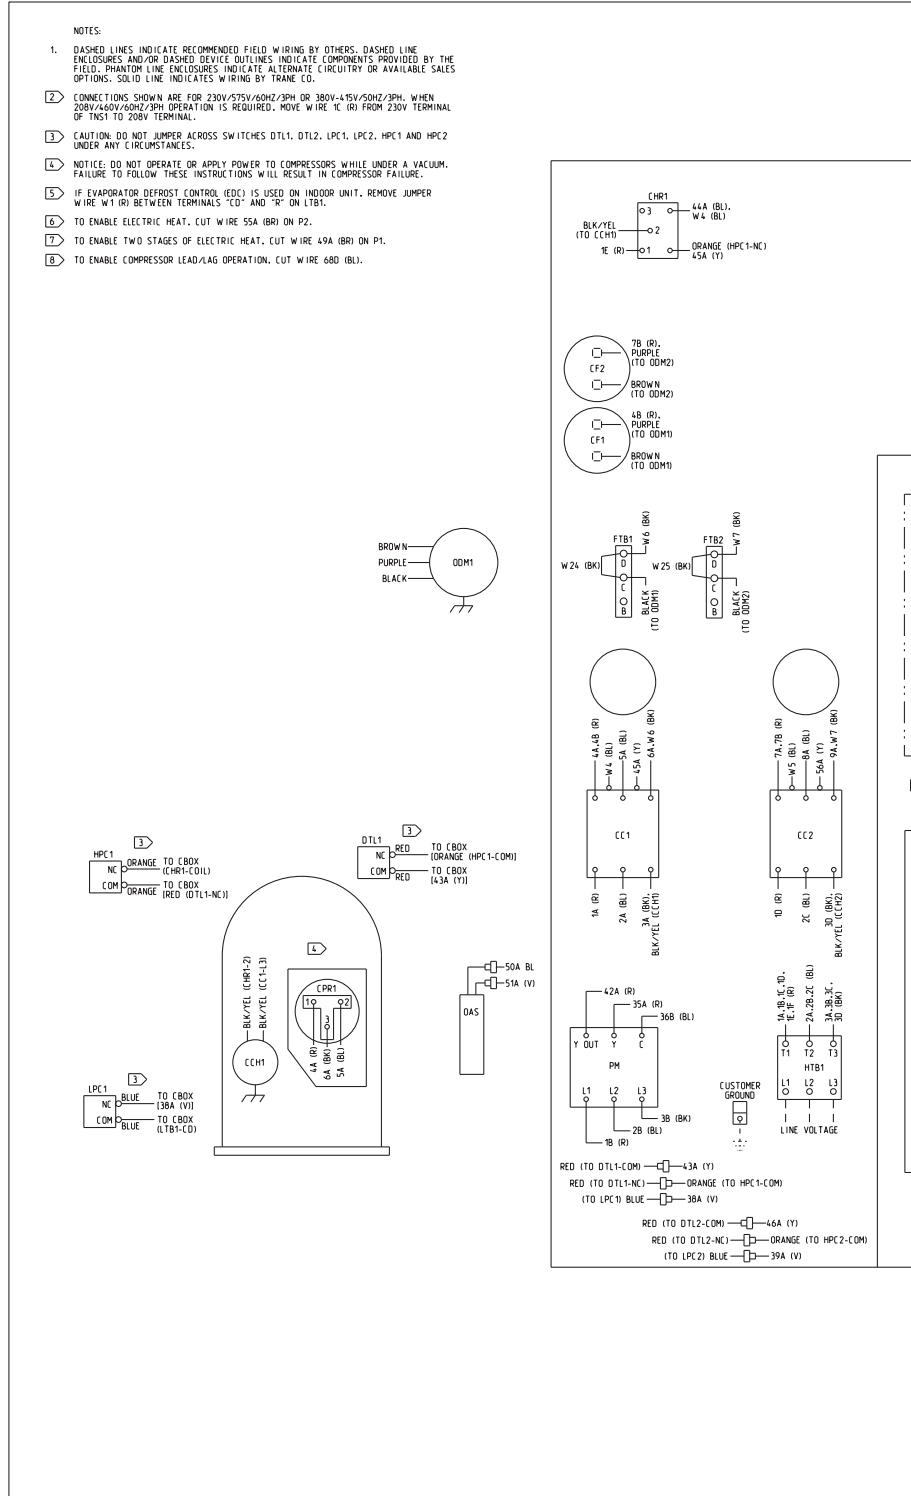 NOTES:
1. DASHED LINES INDICATE RECOMMENDED FIELD WIRING BY OTHERS. DASHED LINE
ENCLOSURES AND/OR DASHED DEVICE OUTLINES INDICATE COMPONENTS PROVIDED BY THE
FIELD. PHANTOM LINE ENCLOSURES INDICATE ALTERNATE CIRCUITRY OR AVAILABLE SALES
OPTIONS. SOLID LINE INDICATES WIRING BY TRANE CO.
2 CONNECTIONS SHOWN ARE FOR 230V/575V/60HZ/3PH OR 380V-415V/50HZ/3PH. WHEN
208V/460V/60HZ/3PH OPERATION IS REQUIRED, MOVE WIRE 1C (R) FROM 230V TERMINAL
OF TNS1 TO 208V TERMINAL.
3 CAUTION: DO NOT JUMPER ACROSS SWITCHES DTL1, DTL2, LPC1, LPC2, HPC1 AND HPC2
UNDER ANY CIRCUMSTANCES.
4 NOTICE: DO NOT OPERATE OR APPLY POWER TO COMPRESSORS WHILE UNDER A VACUUM.
FAILURE TO FOLLOW THESE INSTRUCTIONS WILL RESULT IN COMPRESSOR FAILURE.
5 IF EVAPORATOR DEFROST CONTROL (EDC) IS USED ON INDOOR UNIT, REMOVE JUMPER
WIRE W1 (R) BETWEEN TERMINALS "CD" AND "R" ON LTB1.
6 TO ENABLE ELECTRIC HEAT, CUT WIRE 55A (BR) ON P2.
7 TO ENABLE TWO STAGES OF ELECTRIC HEAT, CUT WIRE 49A (BR) ON P1.
8 TO ENABLE COMPRESSOR LEAD/LAG OPERATION, CUT WIRE 68D (BL).
CHR1
3
44A (BL),
W4 (BL)
BLK/YEL
(TO CCH1)
2
1E (R)
1
ORANGE (HPC1-NC)
45A (Y)
7B (R),
PURPLE
(TO ODM2)
CF2
BROWN
(TO ODM2)
4B (R),
PURPLE
(TO ODM1)
CF1
BROWN
(TO ODM1)
BROWN
PURPLE
BLACK
ODM1
FTB1
W6 (BK)
W24 (BK)
D
C
B
BLACK
(TO ODM1)
FTB2
W7 (BK)
W25 (BK)
D
C
B
BLACK
(TO ODM2)
4A,4B (R)
W4 (BL)
5A (BL)
45A (Y)
6A,W6 (BK)
CC1
1A (R)
2A (BL)
3A (BK),
BLK/YEL (CCH1)
7A,7B (R)
W5 (BL)
8A (BL)
56A (Y)
9A,W7 (BK)
CC2
1D (R)
2C (BL)
3D (BK),
BLK/YEL (CCH2)
3
HPC1
NC
ORANGE
TO CBOX
(CHR1-COIL)
COM
ORANGE
TO CBOX
[RED (DTL1-NC)]
3
DTL1
NC
RED
TO CBOX
[ORANGE (HPC1-COM)]
COM
RED
TO CBOX
[43A (Y)]
4
BLK/YEL (CHR1-2)
BLK/YEL (CC1-L3)
CCH1
CPR1
1
2
3
4A (R)
6A (BK)
5A (BL)
3
LPC1
NC
BLUE
TO CBOX
[38A (V)]
COM
BLUE
TO CBOX
(LTB1-CD)
50A BL
51A (V)
OAS
42A (R)
35A (R)
36B (BL)
Y OUT
Y
C
PM
L1
L2
L3
3B (BK)
2B (BL)
1B (R)
1A,1B,1C,1D,
1E,1F (R)
2A,2B,2C (BL)
3A,3B,3C,
3D (BK)
T1
T2
T3
HTB1
L1
L2
L3
LINE VOLTAGE
CUSTOMER
GROUND
RED (TO DTL1-COM)
43A (Y)
RED (TO DTL1-NC)
ORANGE (TO HPC1-COM)
(TO LPC1) BLUE
38A (V)
RED (TO DTL2-COM)
46A (Y)
RED (TO DTL2-NC)
ORANGE (TO HPC2-COM)
(TO LPC2) BLUE
39A (V)